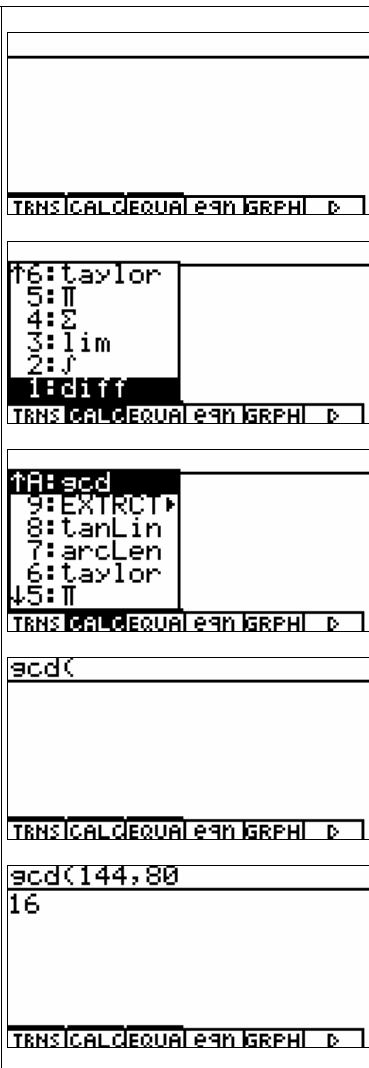 TRNS CALC EQUA eqn GRPH ▷
↑6:taylor
5:Π
4:Σ
3:lim
2:∫
1:diff
TRNS CALC EQUA eqn GRPH ▷
↑A:gcd
9:EXTRCT▶
8:tanLin
7:arcLen
6:taylor
↓5:Π
TRNS CALC EQUA eqn GRPH ▷
gcd(
TRNS CALC EQUA eqn GRPH ▷
gcd(144,80
16
TRNS CALC EQUA eqn GRPH ▷